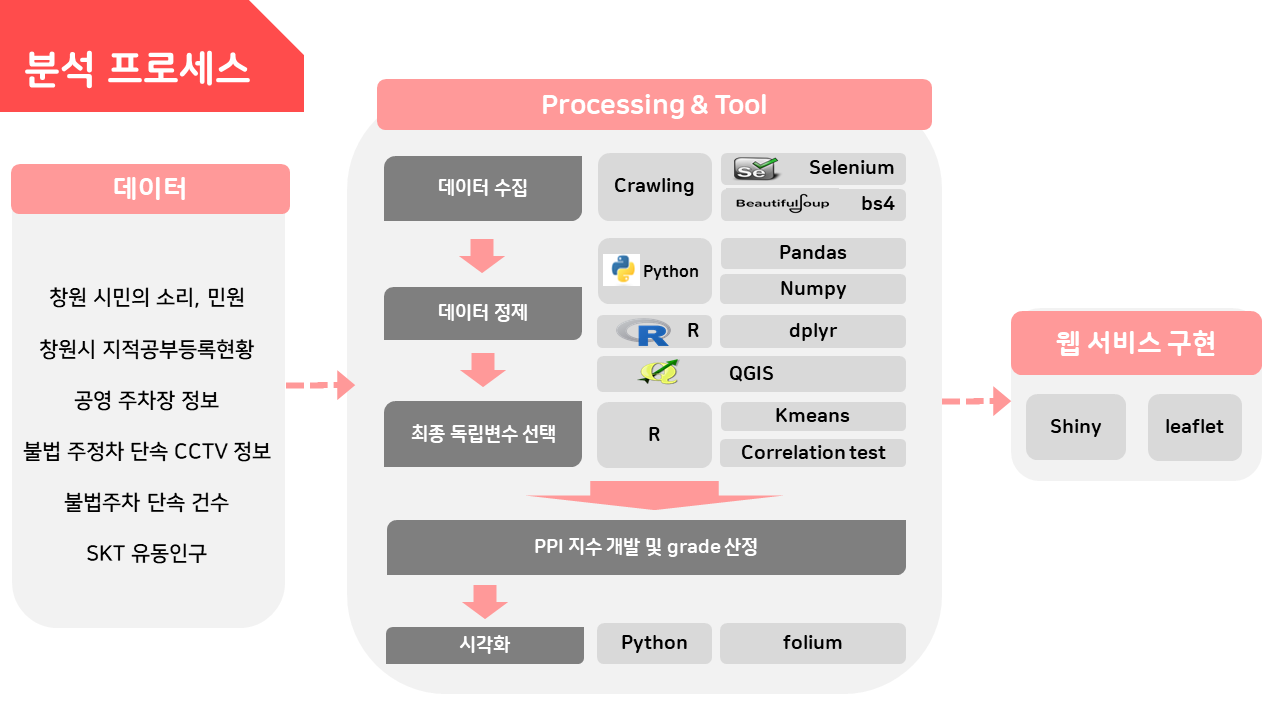 분석 프로세스
데이터
창원 시민의 소리, 민원
창원시 지적공부등록현황
공영 주차장 정보
불법 주정차 단속 CCTV 정보
불법주차 단속 건수
SKT 유동인구
Processing & Tool
데이터 수집
Crawling
Se
Selenium
BeautifulSoup
bs4
데이터 정제
Python
Pandas
Numpy
R
R
dplyr
QGIS
최종 독립변수 선택
R
Kmeans
Correlation test
PPI 지수 개발 및 grade 산정
시각화
Python
folium
웹 서비스 구현
Shiny
leaflet